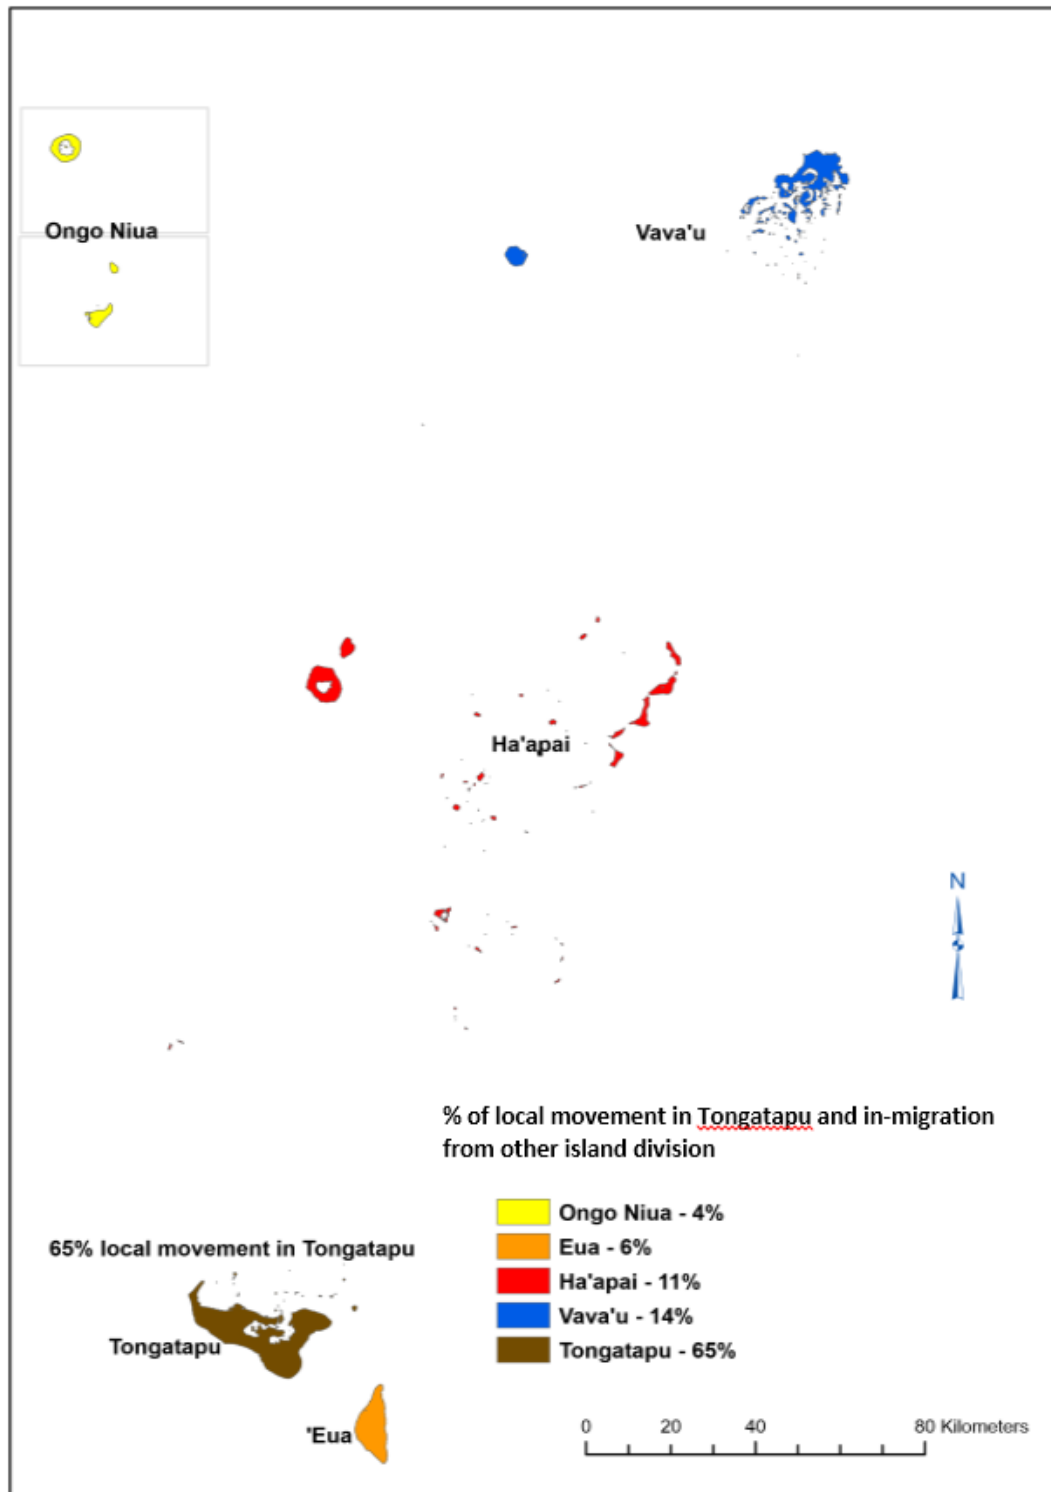 Ongo Niua
Vava'u
Ha'apai
N
% of local movement in Tongatapu and in-migration
from other island division
Ongo Niua - 4%
Eua - 6%
Ha'apai - 11%
Vava'u - 14%
Tongatapu - 65%
65% local movement in Tongatapu
Tongatapu
'Eua
0 20 40 80 Kilometers